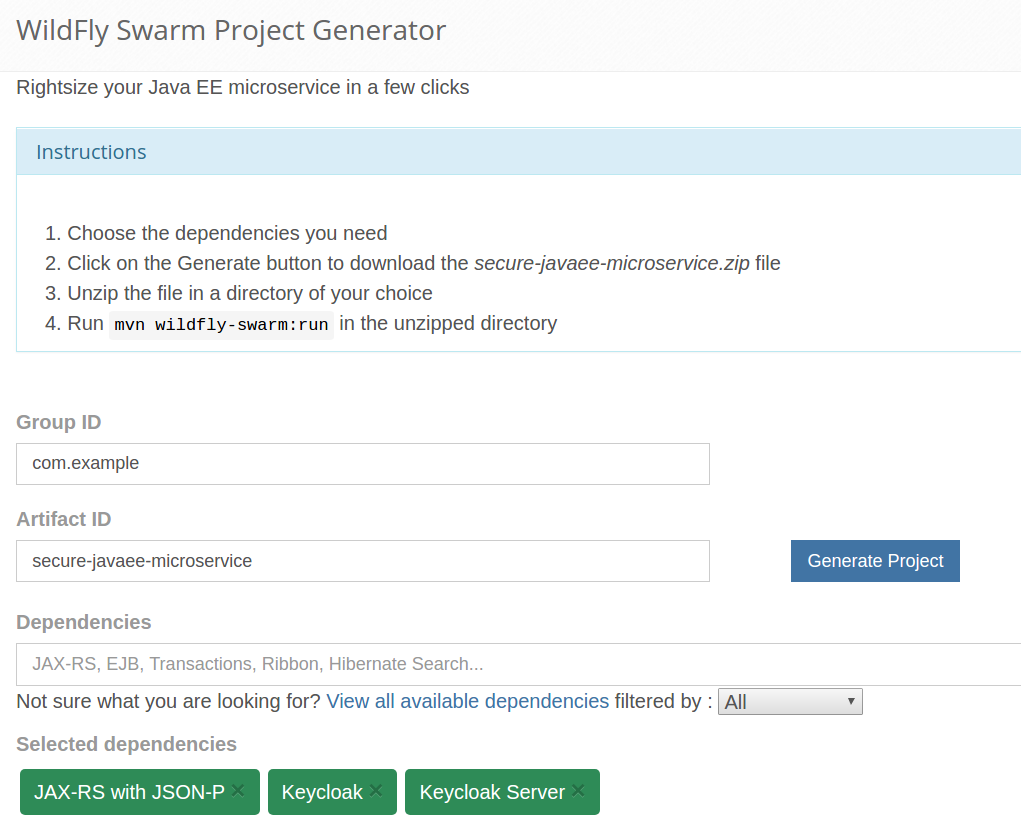 WildFly Swarm Project Generator
Rightsize your Java EE microservice in a few clicks
Instructions
1. Choose the dependencies you need
2. Click on the Generate button to download the secure-javaee-microservice.zip file
3. Unzip the file in a directory of your choice
4. Run mvn wildfly-swarm:run in the unzipped directory
Group ID
com.example
Artifact ID
secure-javaee-microservice
Generate Project
Dependencies
JAX-RS, EJB, Transactions, Ribbon, Hibernate Search...
Not sure what you are looking for? View all available dependencies filtered by : All
Selected dependencies
JAX-RS with JSON-P × Keycloak × Keycloak Server ×